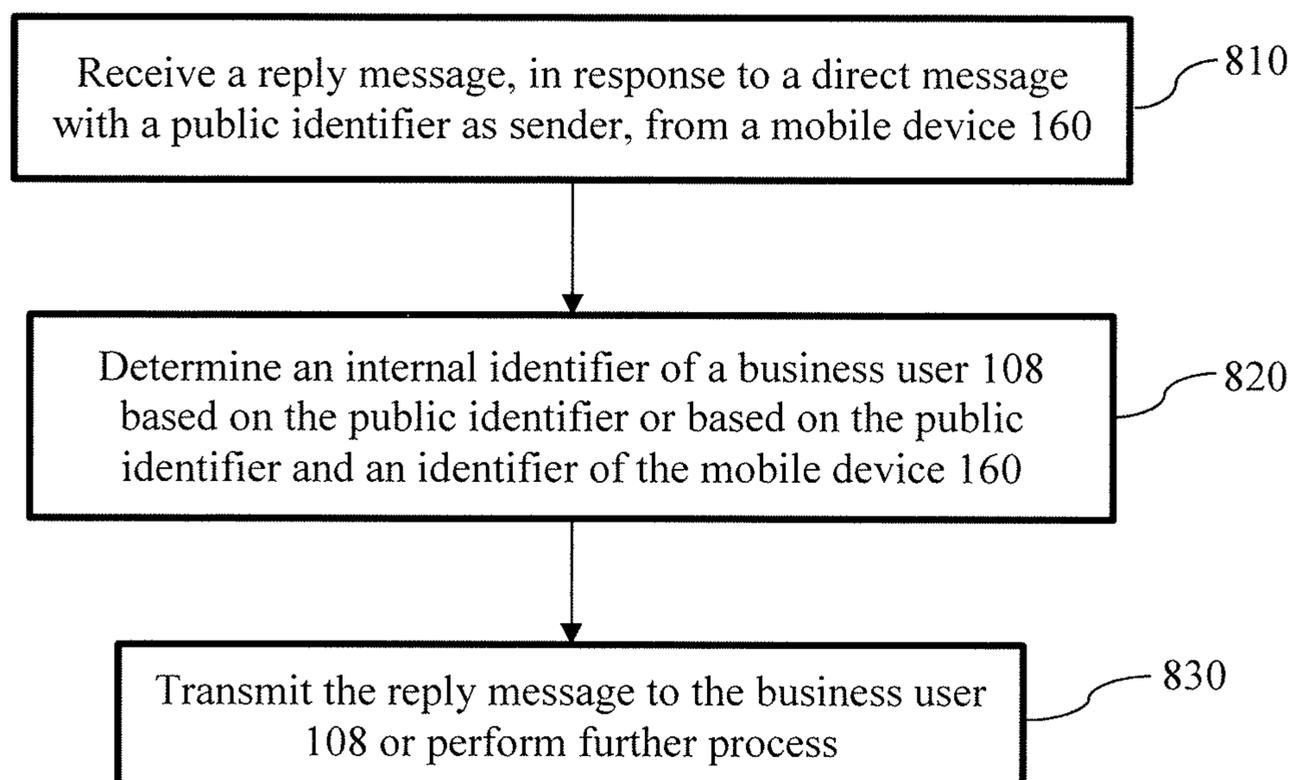 Receive a reply message, in response to a direct message
with a public identifier as sender, from a mobile device 160
810
Determine an internal identifier of a business user 108
based on the public identifier or based on the public
identifier and an identifier of the mobile device 160
820
Transmit the reply message to the business user
108 or perform further process
830